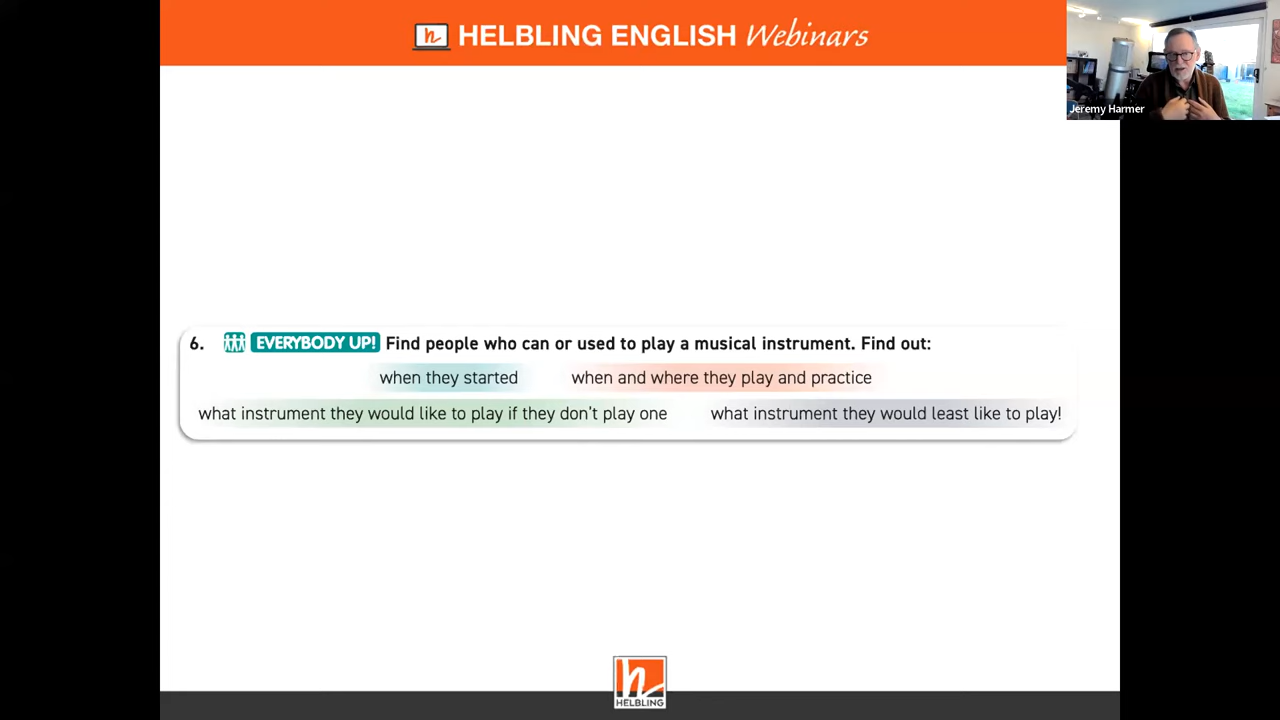 HELBLING ENGLISH Webinars
Jeremy Harmer
6. EVERYBODY UP! Find people who can or used to play a musical instrument. Find out:
when they started when and where they play and practice
what instrument they would like to play if they don't play one what instrument they would least like to play!
HELBLING